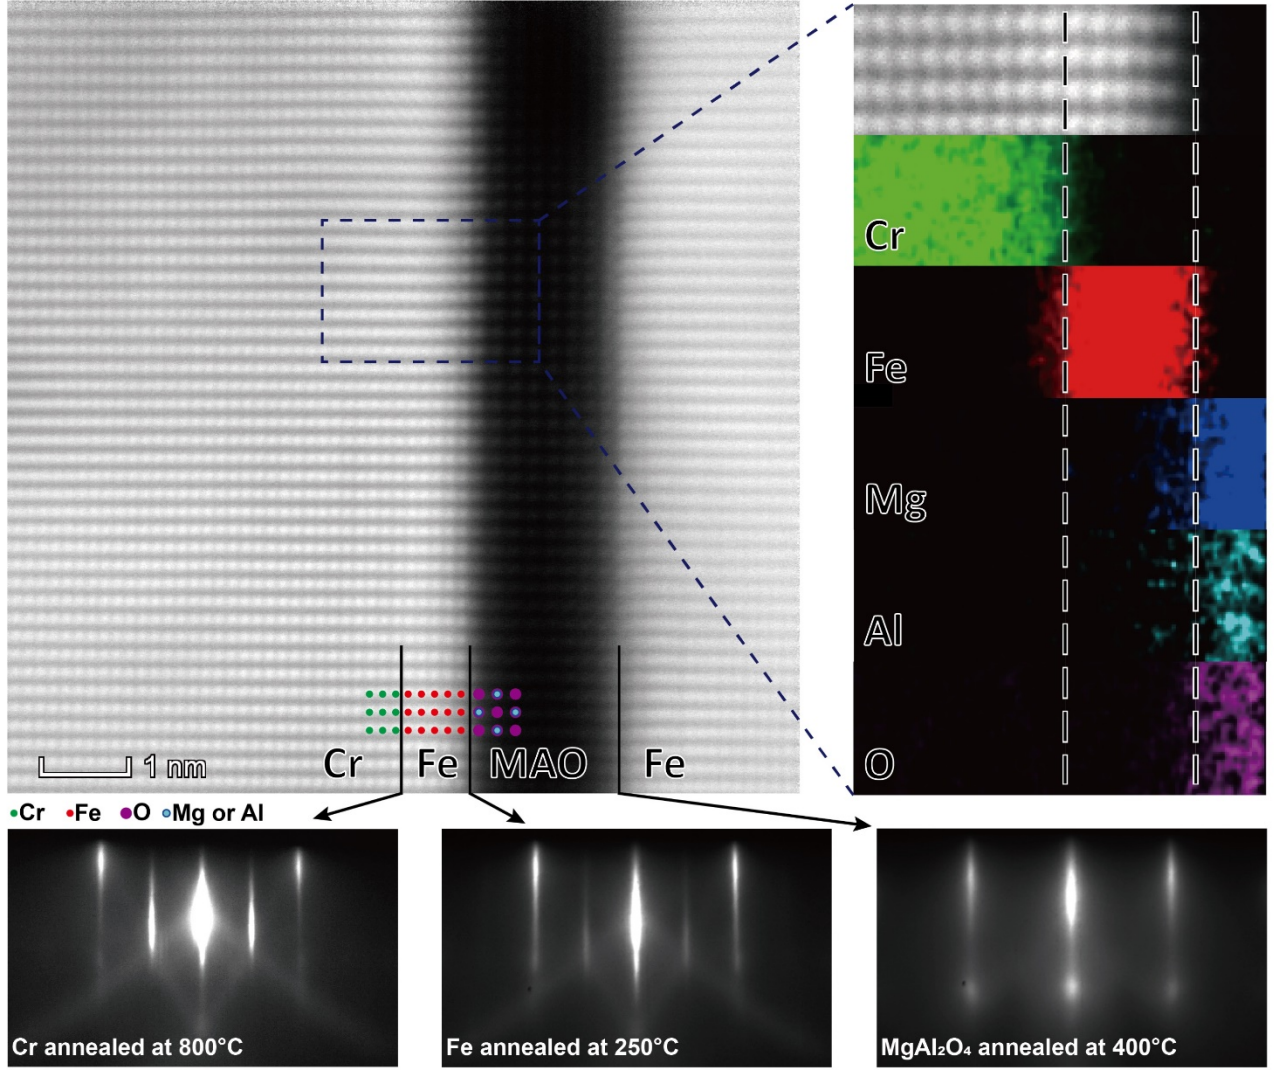 Cr
Fe
Mg
Al
O
1 nm
Cr Fe MAO Fe
Cr Fe O Mg or Al
Cr annealed at 800°C
Fe annealed at 250°C
MgAl₂O₄ annealed at 400°C